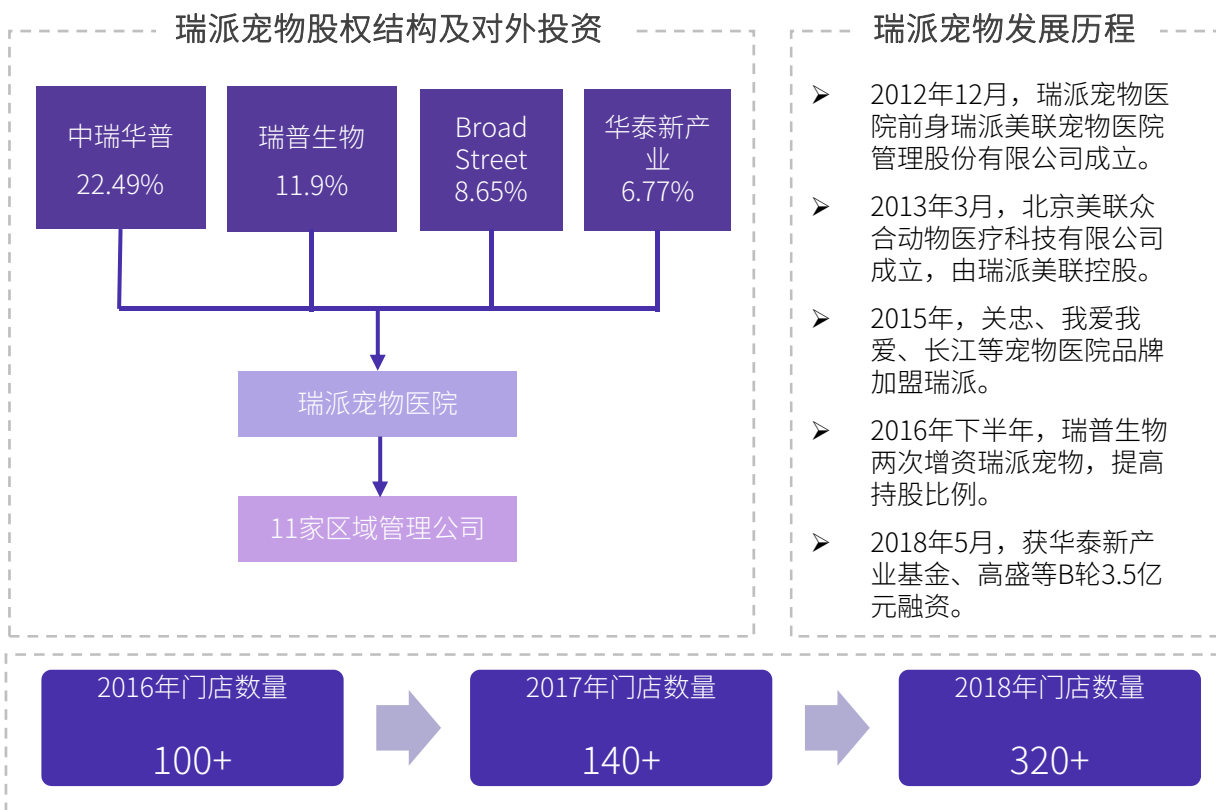 瑞派宠物股权结构及对外投资
中瑞华普
22.49%
瑞普生物
11.9%
Broad
Street
8.65%
华泰新产
业
6.77%
瑞派宠物医院
11家区域管理公司
瑞派宠物发展历程
➢ 2012年12月，瑞派宠物医
院前身瑞派美联宠物医院
管理股份有限公司成立。
➢ 2013年3月，北京美联众
合动物医疗科技有限公司
成立，由瑞派美联控股。
➢ 2015年，关忠、我爱我
爱、长江等宠物医院品牌
加盟瑞派。
➢ 2016年下半年，瑞普生物
两次增资瑞派宠物，提高
持股比例。
➢ 2018年5月，获华泰新产
业基金、高盛等B轮3.5亿
元融资。
2016年门店数量
100+
2017年门店数量
140+
2018年门店数量
320+